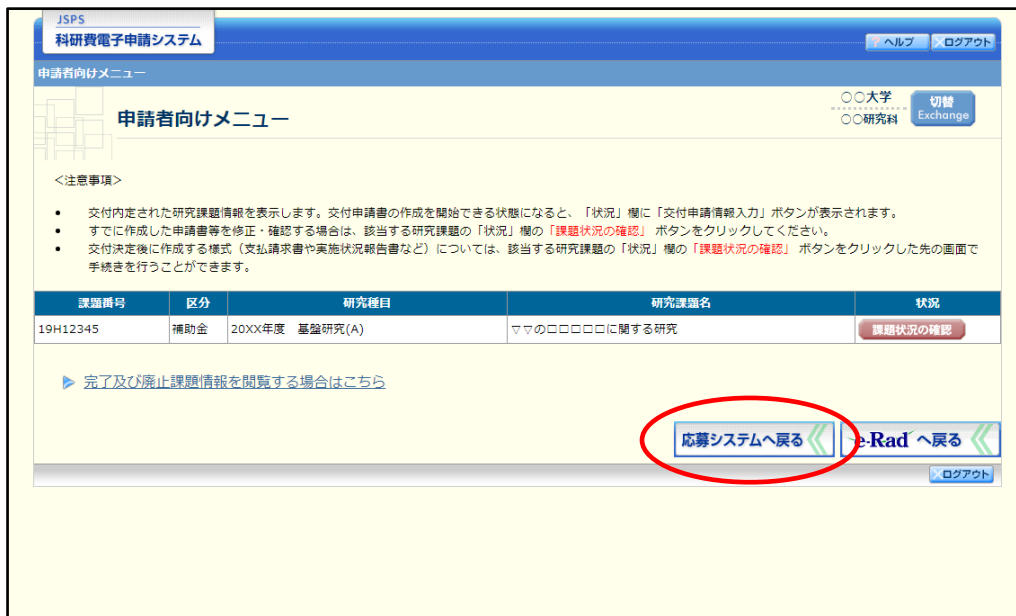 JSPS
科研費電子申請システム
? ヘルプ
×ログアウト
申請者向けメニュー
申請者向けメニュー
○○大学
○○研究科
切替
Exchange
<注意事項>
• 交付内定された研究課題情報を表示します。交付申請書の作成を開始できる状態になると、「状況」欄に「交付申請情報入力」ボタンが表示されます。
• すでに作成した申請書等を修正・確認する場合は、該当する研究課題の「状況」欄の「課題状況の確認」 ボタンをクリックしてください。
• 交付決定後に作成する様式（支払請求書や実施状況報告書など）については、該当する研究課題の「状況」欄の「課題状況の確認」 ボタンをクリックした先の画面で
手続きを行うことができます。
課題番号 区分 研究種目 研究課題名 状況
19H12345 補助金 20XX年度 基盤研究(A) ▽▽の□□□□□に関する研究 課題状況の確認
完了及び廃止課題情報を閲覧する場合はこちら
応募システムへ戻る
e-Rad へ戻る
×ログアウト